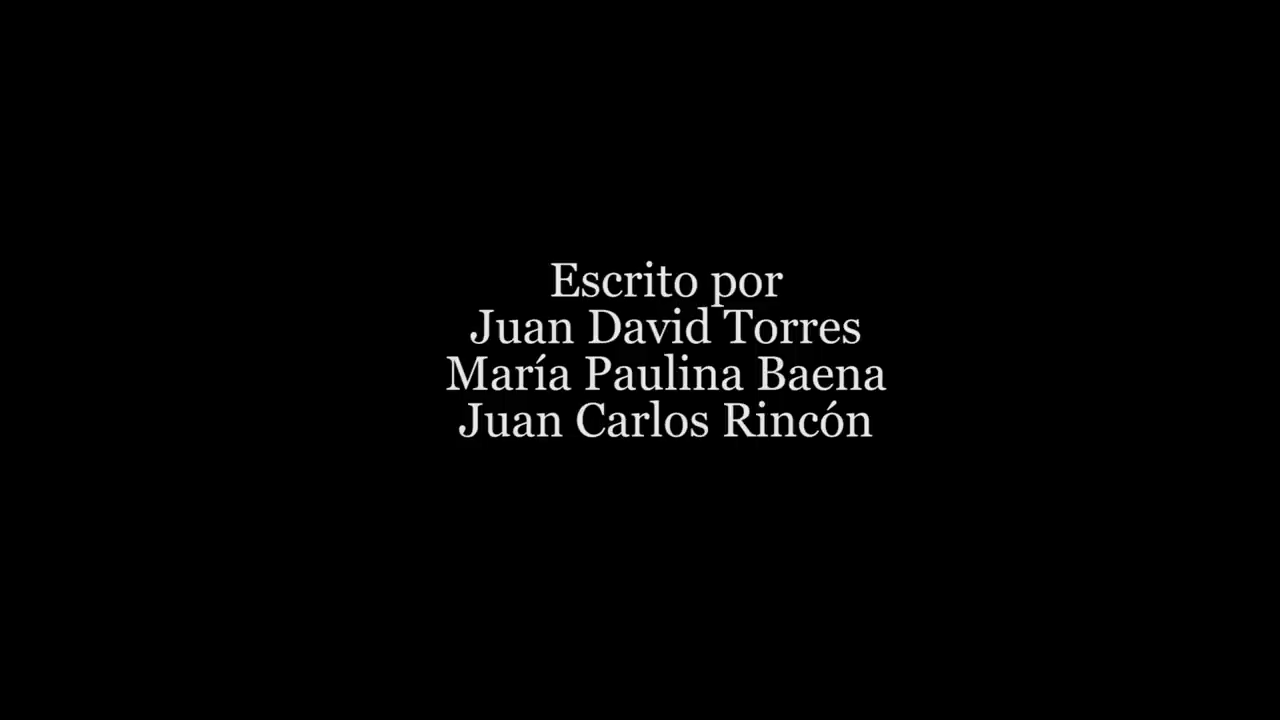 Escrito por
Juan David Torres
María Paulina Baena
Juan Carlos Rincón